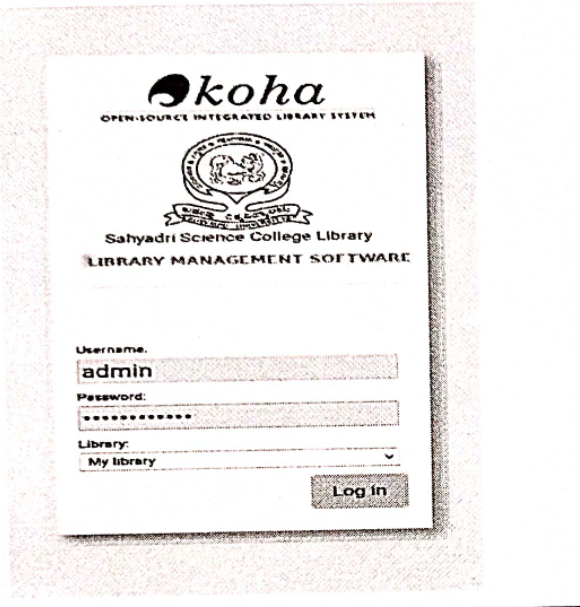 koha
OPEN-SOURCE INTEGRATED LIBRARY SYSTEM
Sahyadri Science College Library
LIBRARY MANAGEMENT SOFTWARE
Username.
admin
Password:
••••••••••••
Library:
My library
Log in